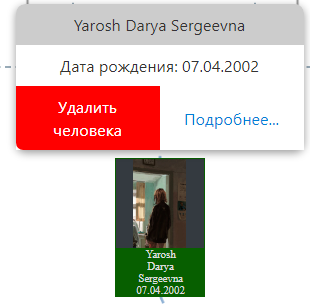 Yarosh Darya Sergeevna
Дата рождения: 07.04.2002
Удалить
человека
Подробнее...
Yarosh
Darya
Sergeevna
07.04.2002